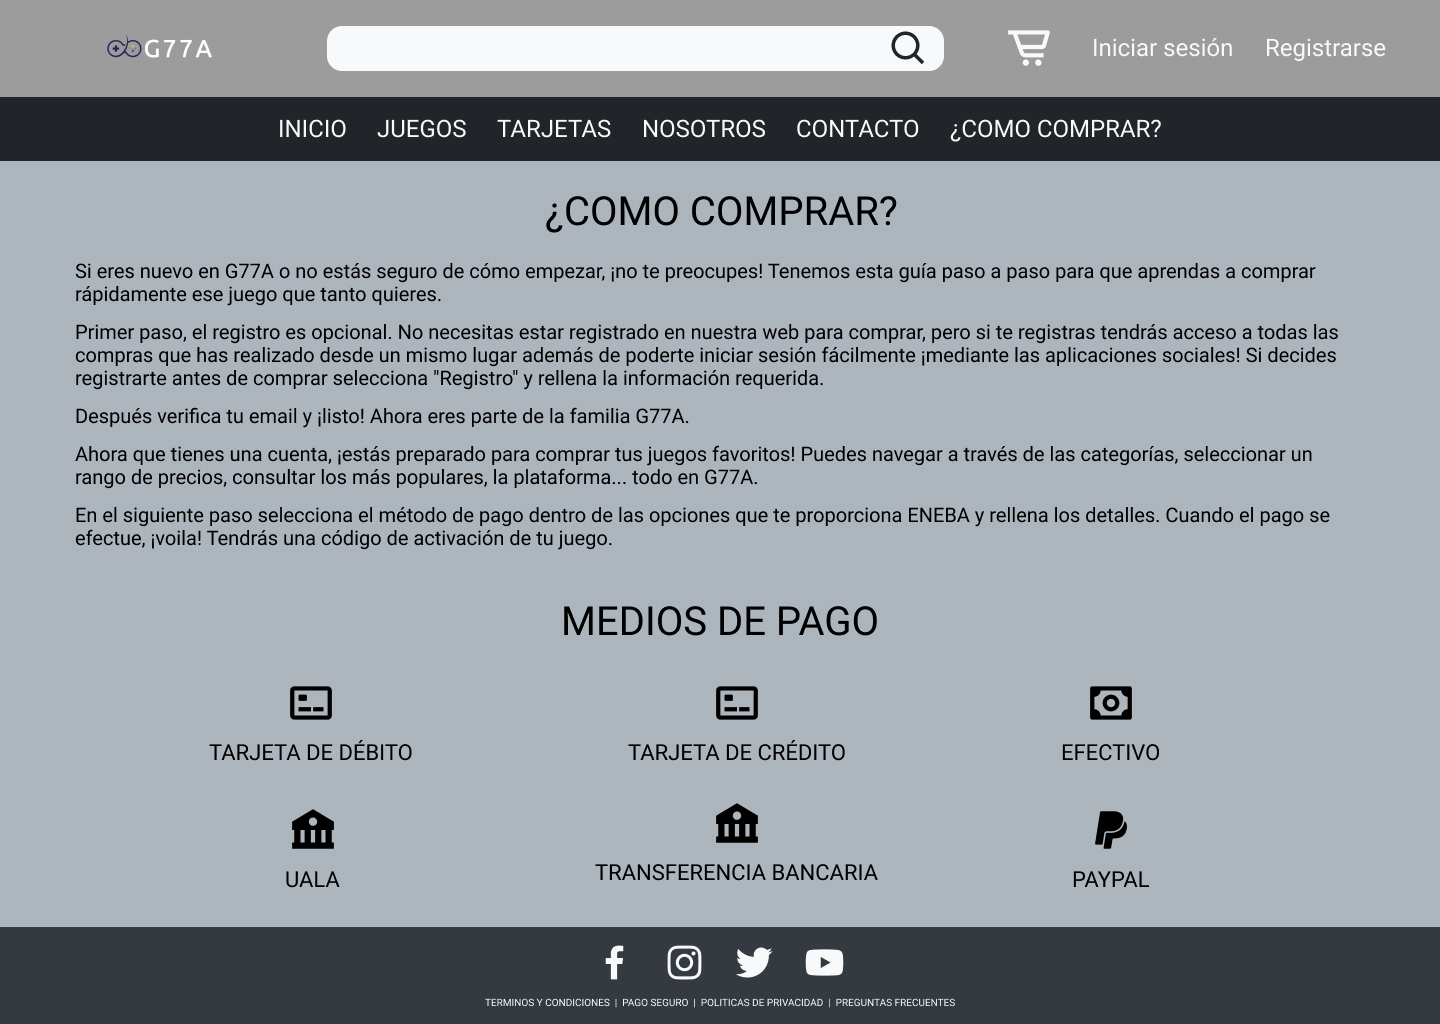 G77A
Iniciar sesión
Registrarse
INICIO JUEGOS TARJETAS NOSOTROS CONTACTO ¿COMO COMPRAR?
¿COMO COMPRAR?
Si eres nuevo en G77A o no estás seguro de cómo empezar, ¡no te preocupes! Tenemos esta guía paso a paso para que aprendas a comprar
rápidamente ese juego que tanto quieres.
Primer paso, el registro es opcional. No necesitas estar registrado en nuestra web para comprar, pero si te registras tendrás acceso a todas las
compras que has realizado desde un mismo lugar además de poderte iniciar sesión fácilmente ¡mediante las aplicaciones sociales! Si decides
registrarte antes de comprar selecciona "Registro" y rellena la información requerida.
Después verifica tu email y ¡listo! Ahora eres parte de la familia G77A.
Ahora que tienes una cuenta, ¡estás preparado para comprar tus juegos favoritos! Puedes navegar a través de las categorías, seleccionar un
rango de precios, consultar los más populares, la plataforma... todo en G77A.
En el siguiente paso selecciona el método de pago dentro de las opciones que te proporciona ENEBA y rellena los detalles. Cuando el pago se
efectue, ¡voila! Tendrás una código de activación de tu juego.
MEDIOS DE PAGO
TARJETA DE DÉBITO
TARJETA DE CRÉDITO
EFECTIVO
UALA
TRANSFERENCIA BANCARIA
PAYPAL
TERMINOS Y CONDICIONES | PAGO SEGURO | POLITICAS DE PRIVACIDAD | PREGUNTAS FRECUENTES